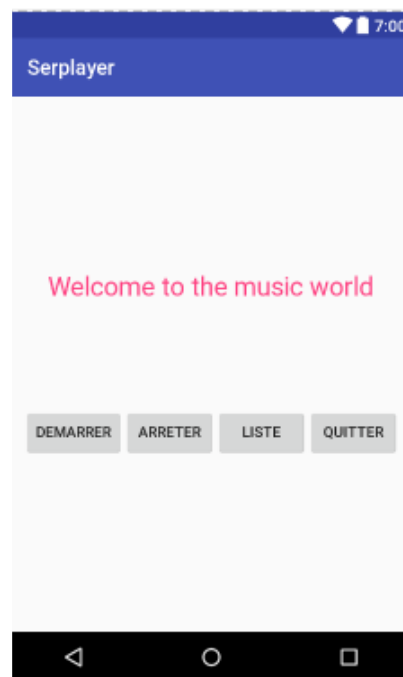 7:00
Serplayer
Welcome to the music world
DEMARRER ARRETER LISTE QUITTER